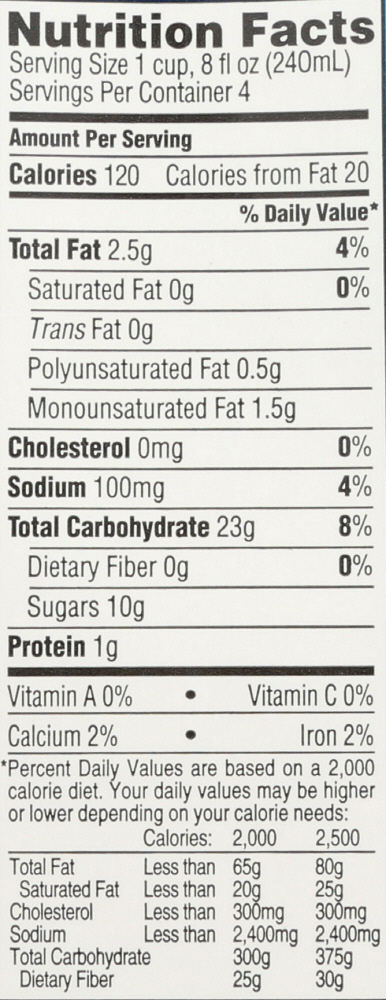 Nutrition Facts
Serving Size 1 cup, 8 fl oz (240mL)
Servings Per Container 4
Amount Per Serving
Calories 120 Calories from Fat 20
% Daily Value*
Total Fat 2.5g 4%
Saturated Fat 0g 0%
Trans Fat 0g
Polyunsaturated Fat 0.5g
Monounsaturated Fat 1.5g
Cholesterol 0mg 0%
Sodium 100mg 4%
Total Carbohydrate 23g 8%
Dietary Fiber 0g 0%
Sugars 10g
Protein 1g
Vitamin A 0% • Vitamin C 0%
Calcium 2% • Iron 2%
*Percent Daily Values are based on a 2,000
calorie diet. Your daily values may be higher
or lower depending on your calorie needs:
Calories: 2,000 2,500
Total Fat Less than 65g 80g
Saturated Fat Less than 20g 25g
Cholesterol Less than 300mg 300mg
Sodium Less than 2,400mg 2,400mg
Total Carbohydrate 300g 375g
Dietary Fiber 25g 30g